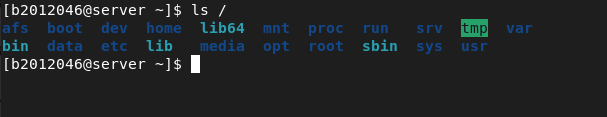 [b2012046@server ~]$ ls /
afs boot dev home lib64 mnt proc run srv tmp var
bin data etc lib media opt root sbin sys usr
[b2012046@server ~]$